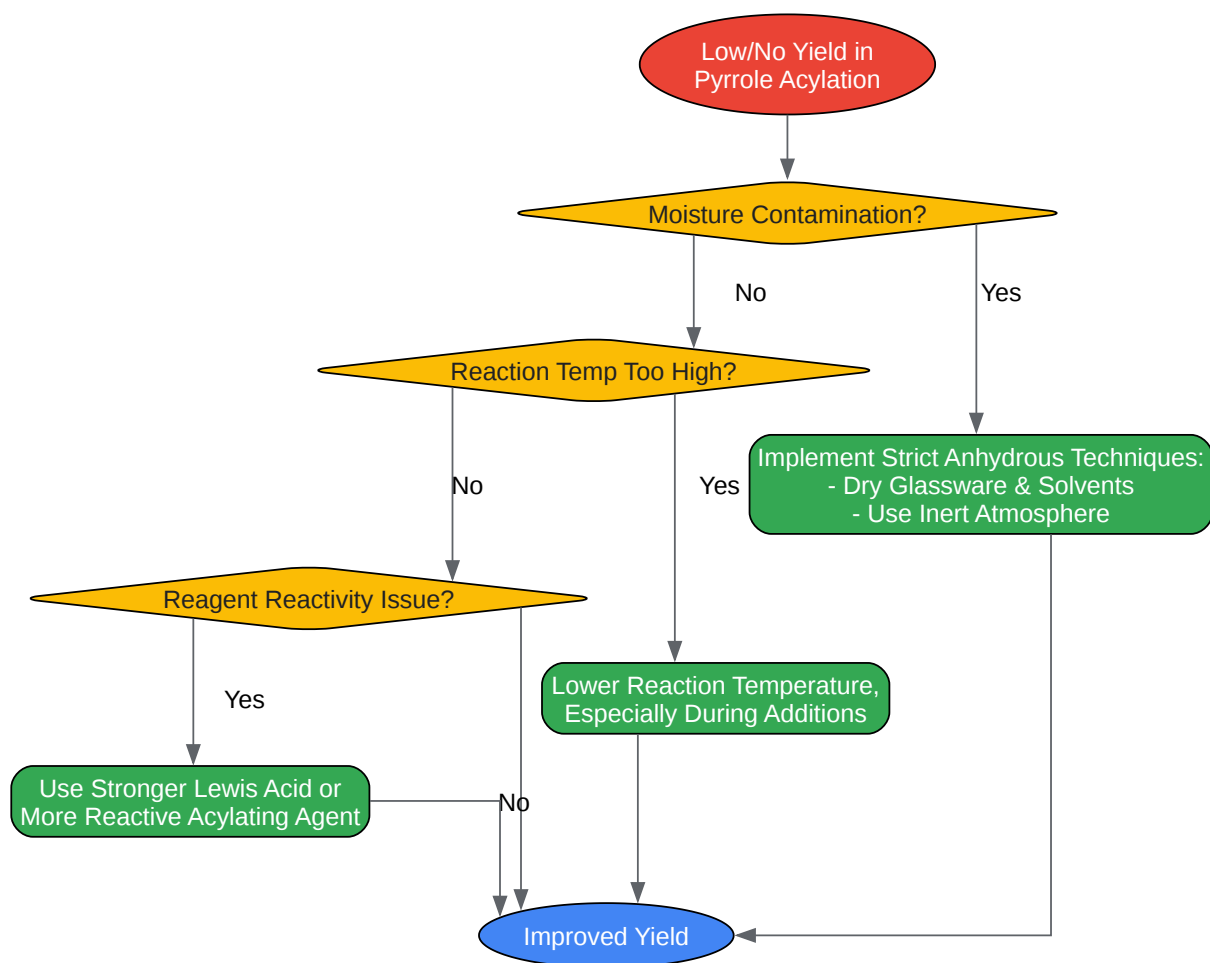 Low/No Yield in
Pyrrole Acylation
Moisture Contamination?
No
Yes
Reaction Temp Too High?
Implement Strict Anhydrous Techniques:
- Dry Glassware & Solvents
- Use Inert Atmosphere
No
Yes
Reagent Reactivity Issue?
Yes
Lower Reaction Temperature,
Especially During Additions
Use Stronger Lewis Acid or
More Reactive Acylating Agent
No
Improved Yield